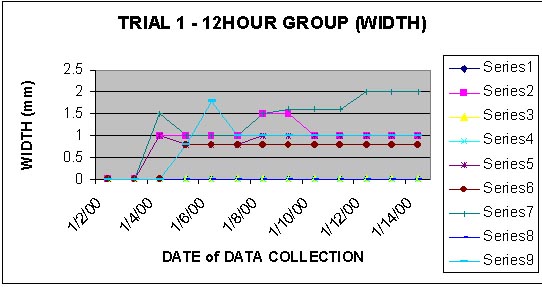 TRIAL 1 - 12HOUR GROUP (WIDTH)
WIDTH (mm)
2.5
2
1.5
1
0.5
0
1/2/00
1/4/00
1/6/00
1/8/00
1/10/00
1/12/00
1/14/00
DATE of DATA COLLECTION
Series1
Series2
Series3
Series4
Series5
Series6
Series7
Series8
Series9